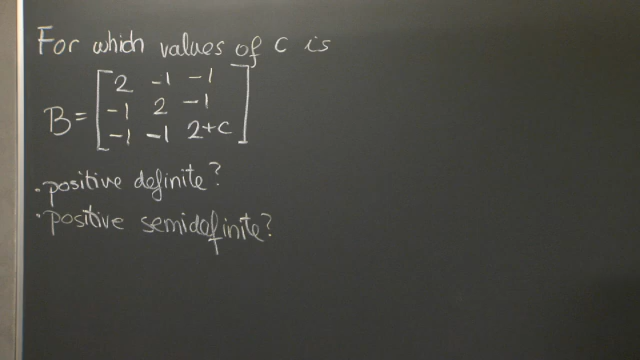 For which values of c is
B= [2 -1 -1
-1 2 -1
-1 -1 2+c]
· positive definite?
· positive semidefinite?